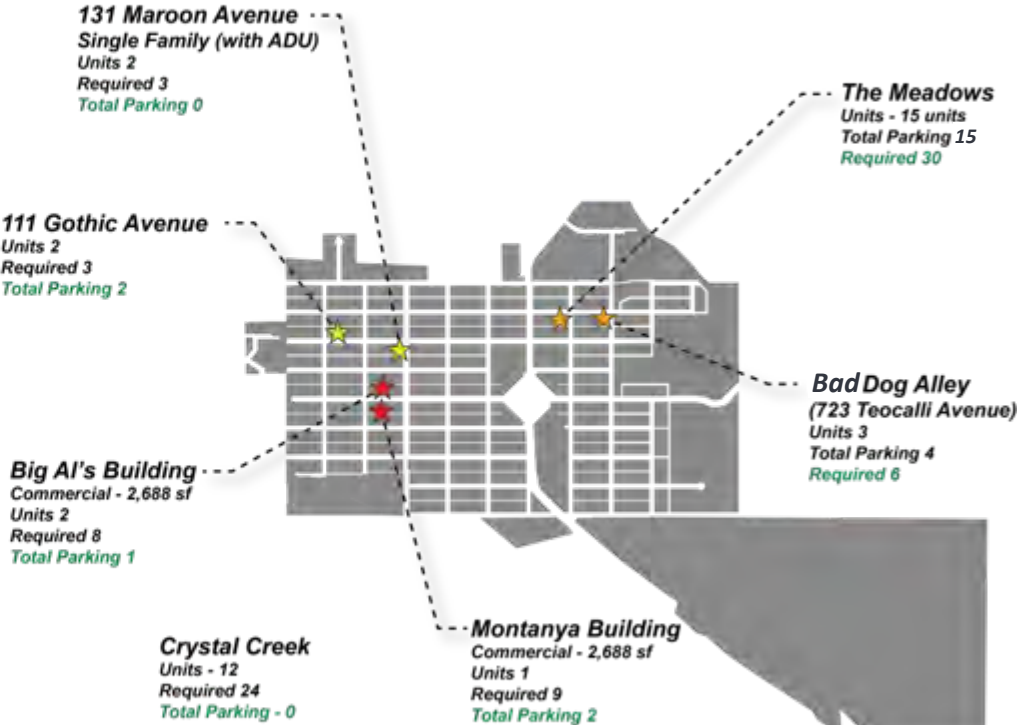 131 Maroon Avenue
Single Family (with ADU)
Units 2
Required 3
Total Parking 0
The Meadows
Units - 15 units
Total Parking 15
Required 30
111 Gothic Avenue
Units 2
Required 3
Total Parking 2
Bad Dog Alley
(723 Teocalli Avenue)
Units 3
Total Parking 4
Required 6
Big Al's Building
Commercial - 2,688 sf
Units 2
Required 8
Total Parking 1
Crystal Creek
Units - 12
Required 24
Total Parking - 0
Montanya Building
Commercial - 2,688 sf
Units 1
Required 9
Total Parking 2